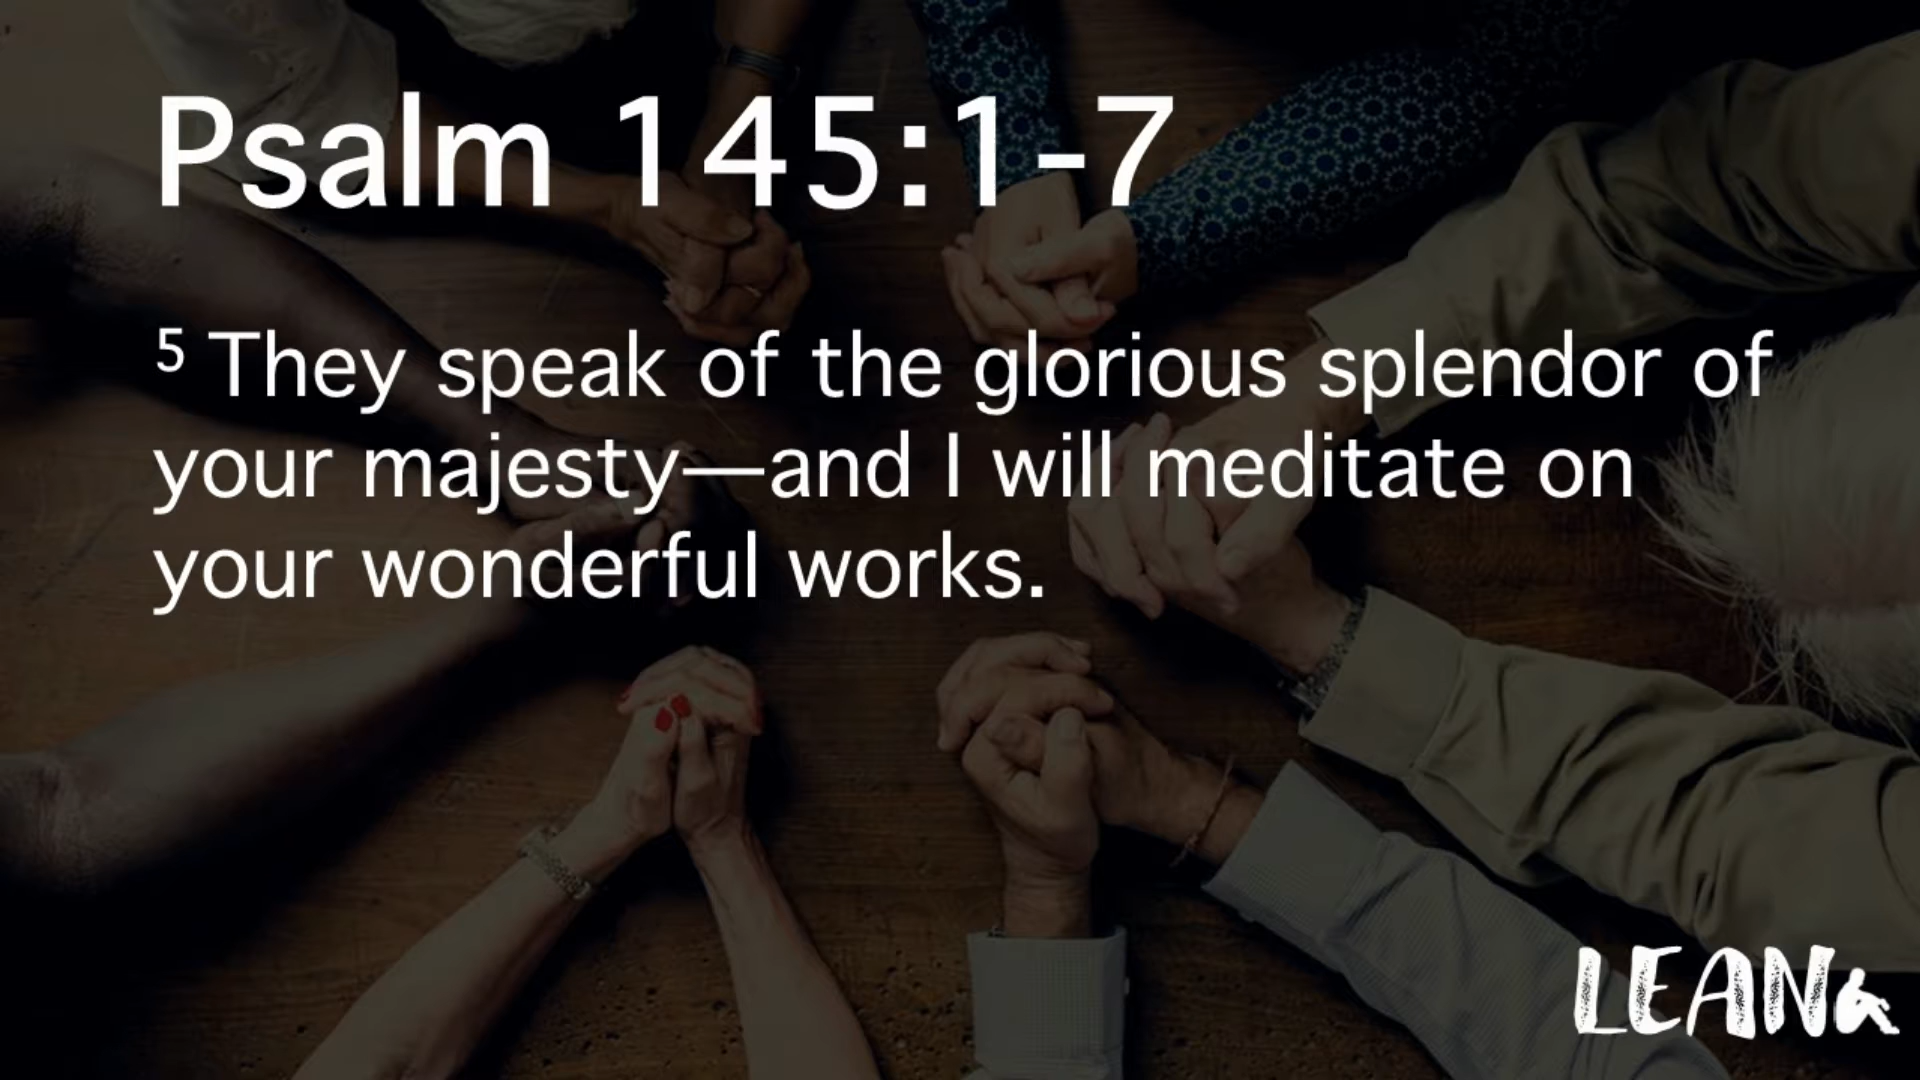 Psalm 145:1-7
5 They speak of the glorious splendor of
your majesty—and I will meditate on
your wonderful works.
LEAN